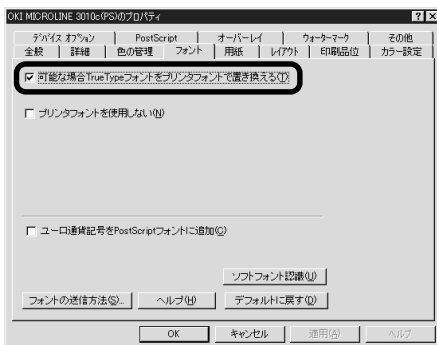 OKI MICROLINE 3010c(PS)のプロパティ
デバイス オプション PostScript オーバーレイ ウォーターマーク その他
全般 詳細 色の管理 フォント 用紙 レイアウト 印刷品位 カラー設定
可能な場合TrueTypeフォントをプリンタフォントで置き換える(T)
プリンタフォントを使用しない(N)
ユーロ通貨記号をPostScriptフォントに追加(C)
ソフトフォント認識(U)
フォントの送信方法(S)... ヘルプ(H) デフォルトに戻す(D)
OK キャンセル 適用(A) ヘルプ